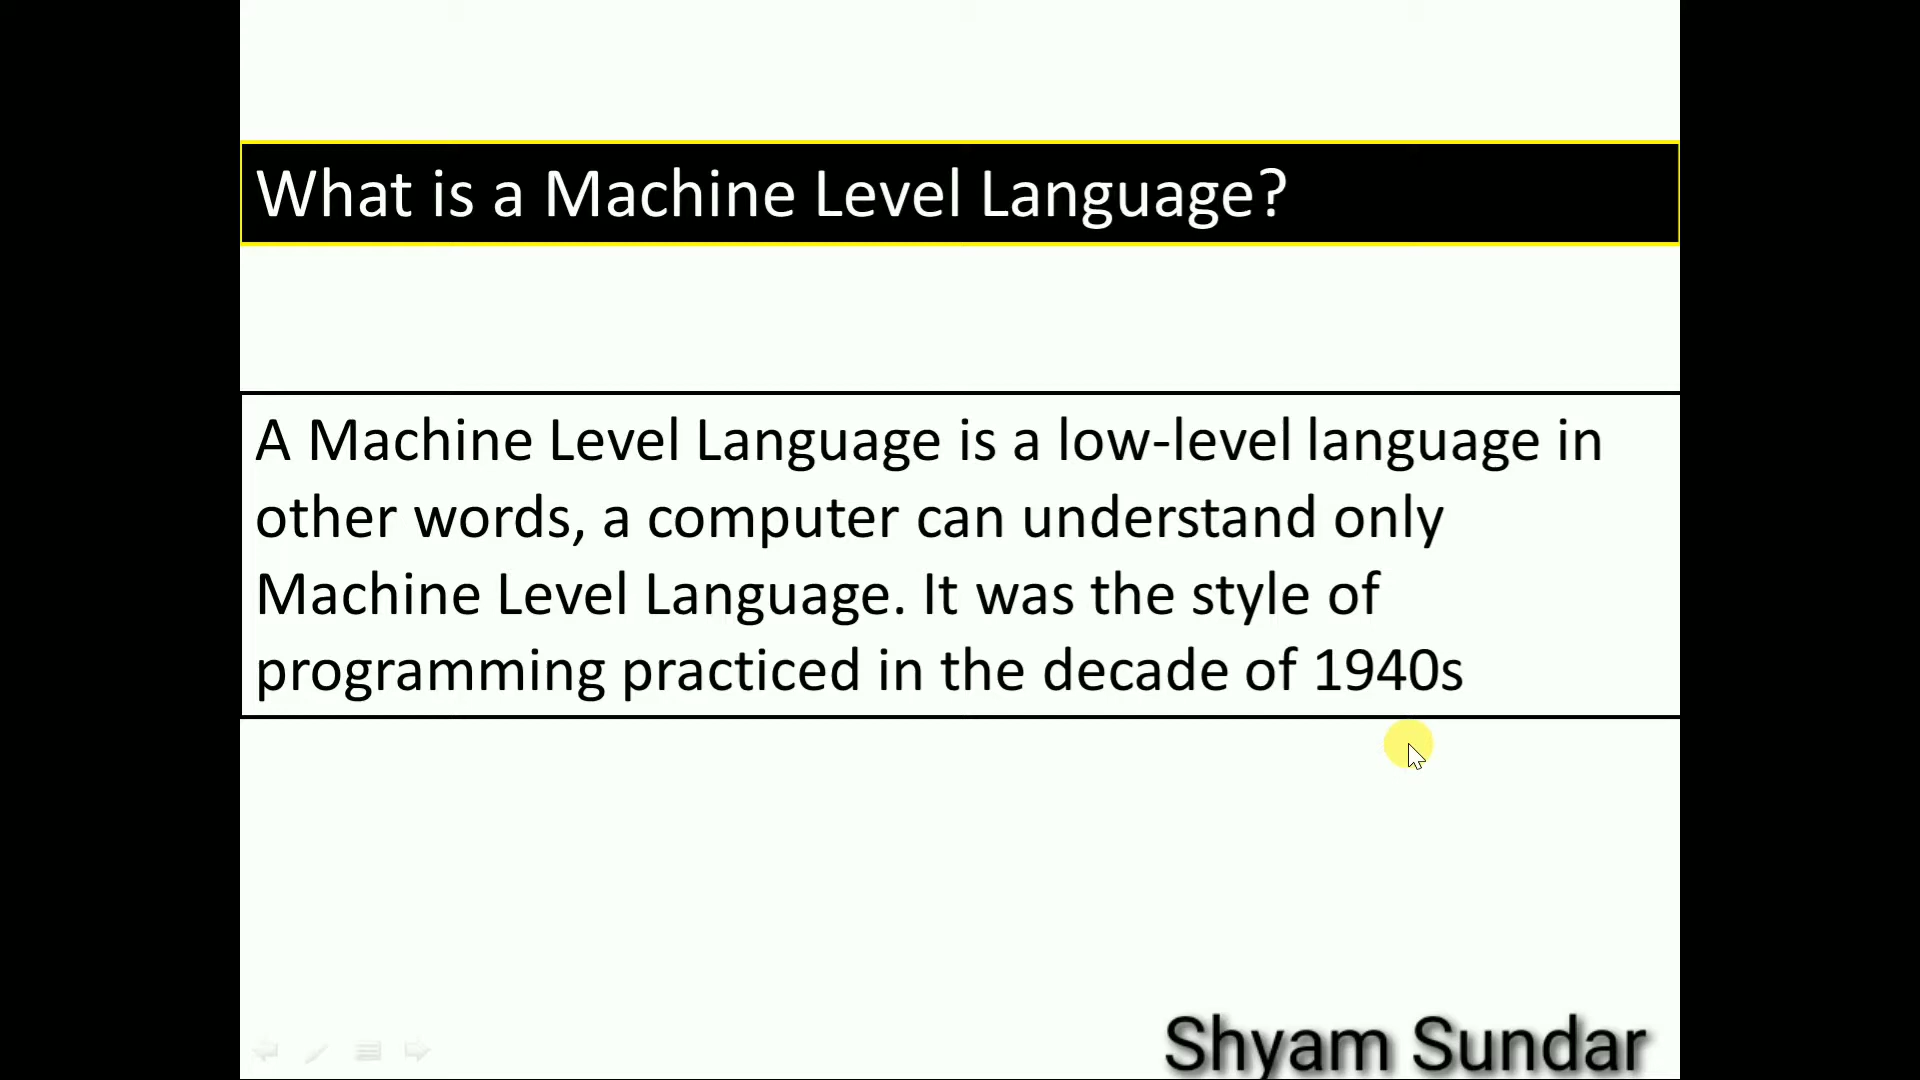 What is a Machine Level Language?
A Machine Level Language is a low-level language in
other words, a computer can understand only
Machine Level Language. It was the style of
programming practiced in the decade of 1940s
Shyam Sundar